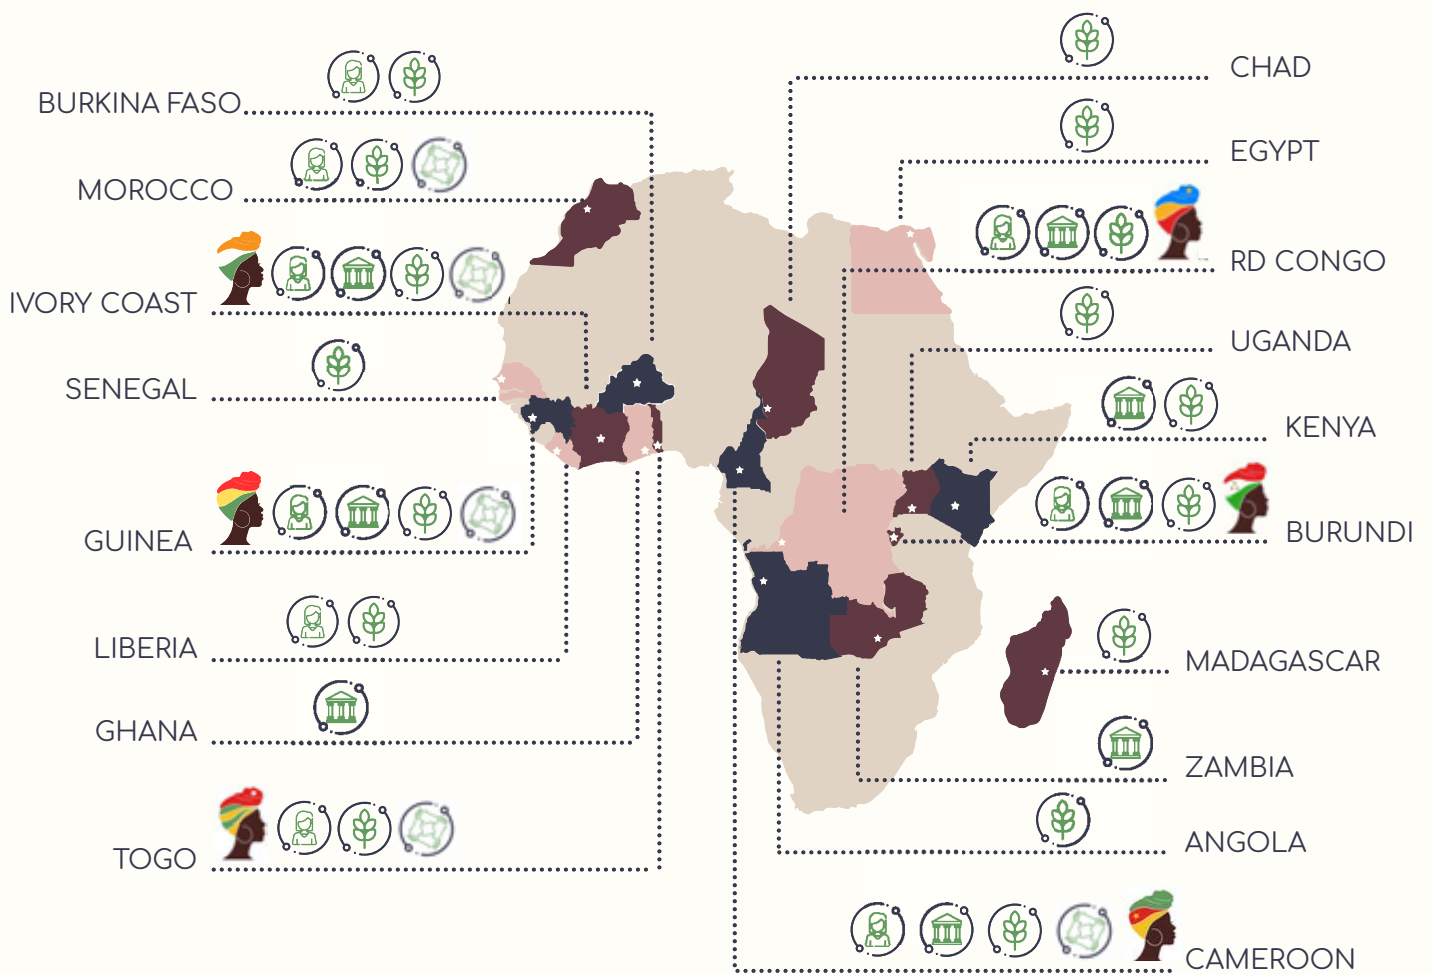 BURKINA FASO
MOROCCO
IVORY COAST
SENEGAL
GUINEA
LIBERIA
GHANA
TOGO
CHAD
EGYPT
RD CONGO
UGANDA
KENYA
BURUNDI
MADAGASCAR
ZAMBIA
ANGOLA
CAMEROON